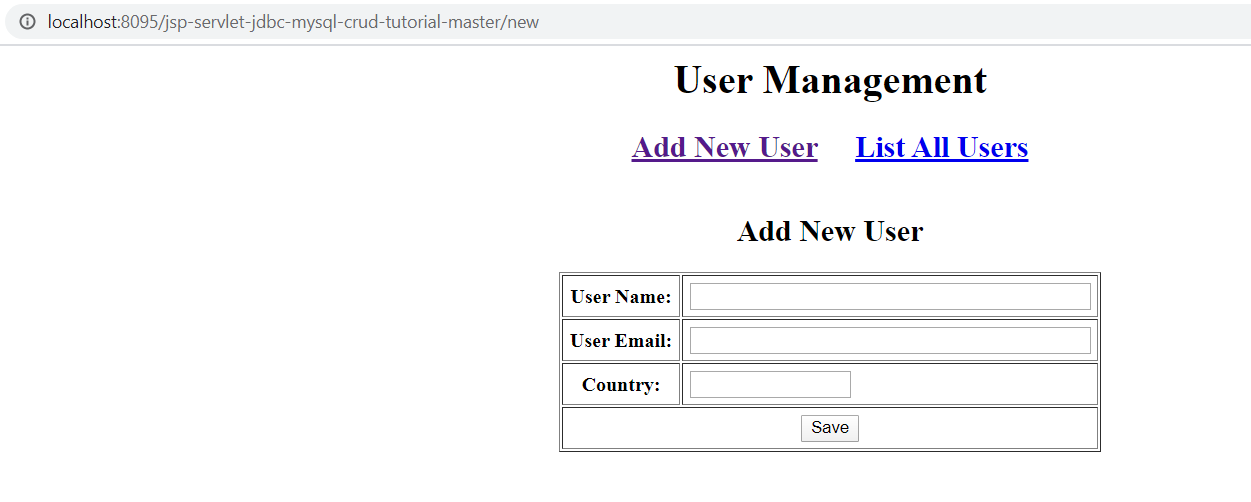 localhost:8095/jsp-servlet-jdbc-mysql-crud-tutorial-master/new
User Management
Add New User List All Users
Add New User
User Name:
User Email:
Country:
Save